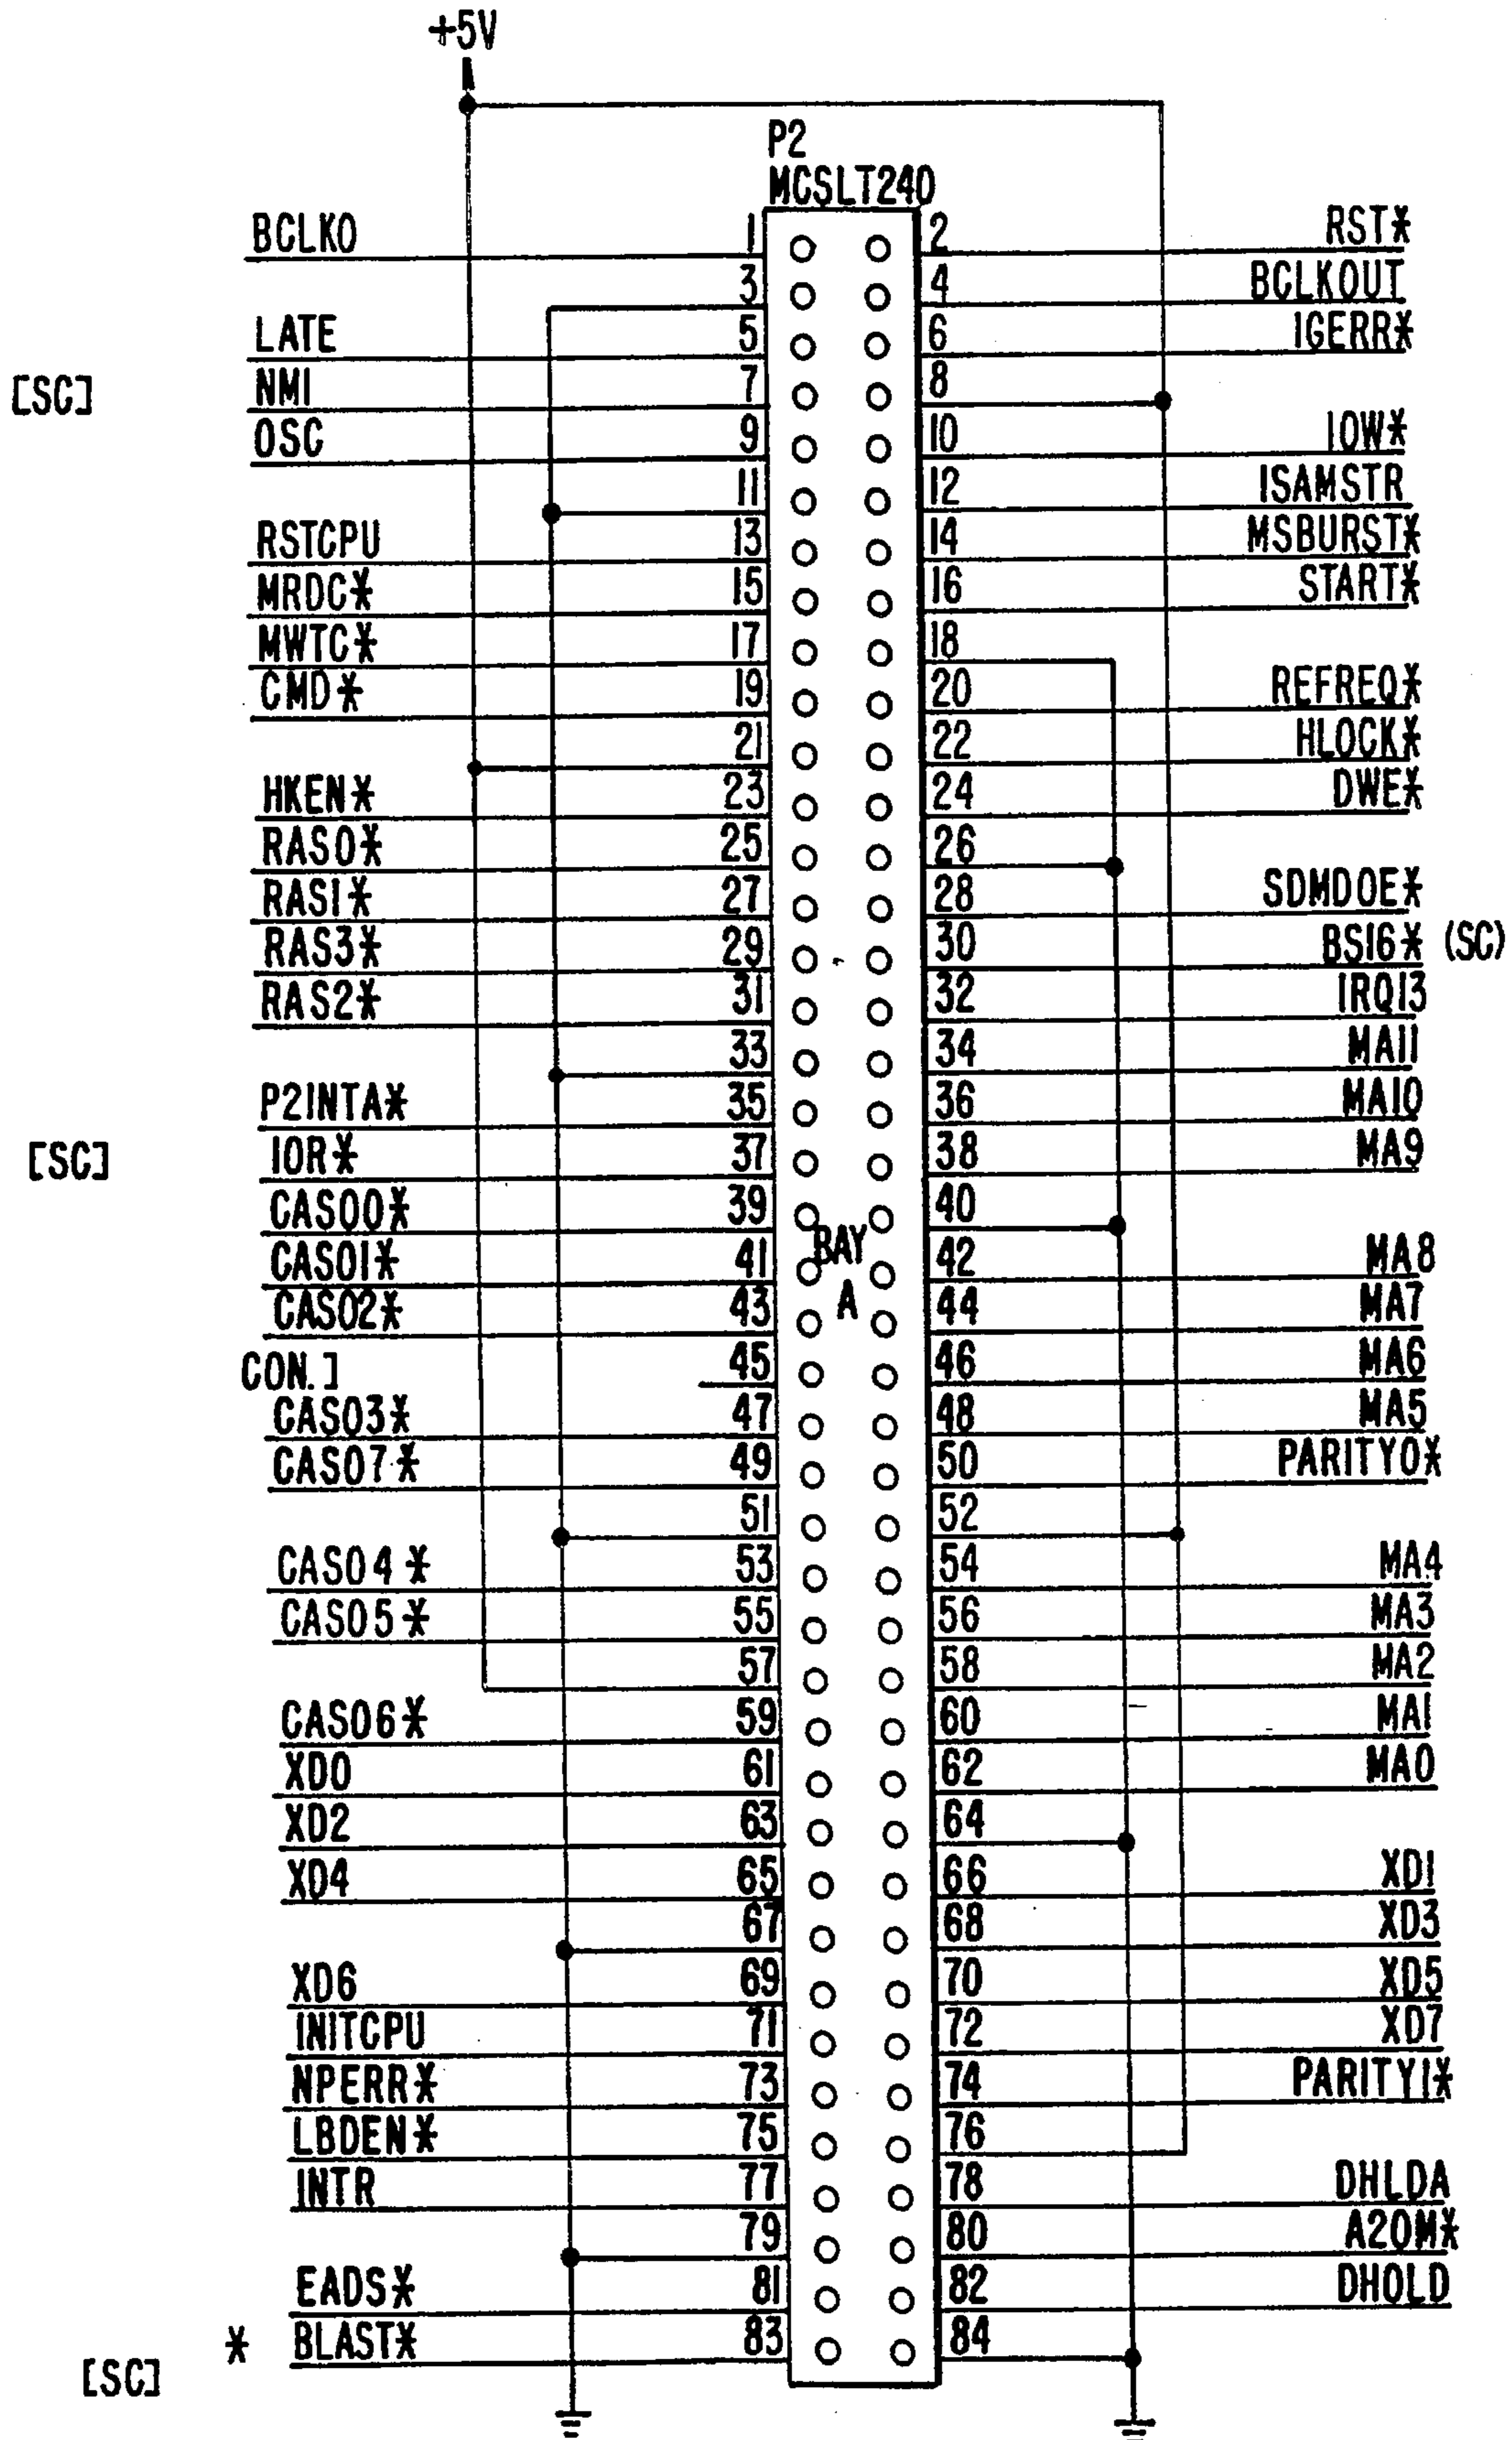 +5V
P2
MCSLT240
BCLKO 1 2 RST*
3 4 BCLKOUT
LATE 5 6 IGERR*
[SC] NMI 7 8
OSC 9 10 IOW*
11 12 ISAMSTR
RSTCPU 13 14 MSBURST*
MRDC* 15 16 START*
MWTC* 17 18
CMD* 19 20 REFREQ*
21 22 HLOCK*
HKEN* 23 24 DWE*
RAS0* 25 26
RAS1* 27 28 SDMDOE*
RAS3* 29 30 BS16* (SC)
RAS2* 31 32 IRQ13
33 34 MA11
P2INTA* 35 36 MA10
[SC] IOR* 37 38 MA9
CAS00* 39 40
BAY
CAS01* 41 42 MA8
A
CAS02* 43 44 MA7
CON.] 45 46 MA6
CAS03* 47 48 MA5
CAS07* 49 50 PARITY0*
51 52
CAS04* 53 54 MA4
CAS05* 55 56 MA3
57 58 MA2
CAS06* 59 60 MA1
XD0 61 62 MA0
XD2 63 64
XD4 65 66 XD1
67 68 XD3
XD6 69 70 XD5
INITCPU 71 72 XD7
NPERR* 73 74 PARITY1*
LBDEN* 75 76
INTR 77 78 DHLDA
79 80 A20M*
EADS* 81 82 DHOLD
* BLAST* 83 84
[SC]